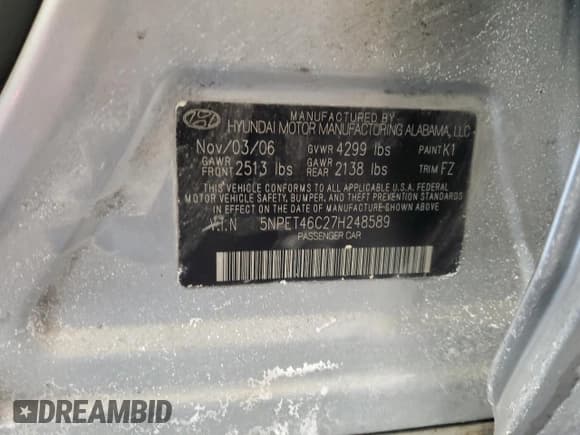 MANUFACTURED BY
HYUNDAI MOTOR MANUFACTURING ALABAMA, LLC
Nov/03/06 GVWR 4299 lbs PAINT K1
GAWR FRONT 2513 lbs GAWR REAR 2138 lbs TRIM FZ
THIS VEHICLE CONFORMS TO ALL APPLICABLE U.S.A. FEDERAL
MOTOR VEHICLE SAFETY, BUMPER, AND THEFT STANDARDS
IN EFFECT ON THE DATE OF MANUFACTURE SHOWN ABOVE.
V.I.N 5NPET46C27H248589
PASSENGER CAR
DREAMBID